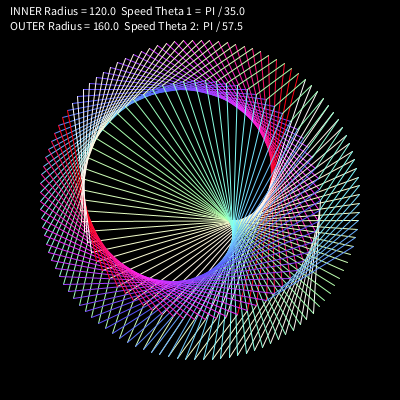 INNER Radius = 120.0  Speed Theta 1 =  PI / 35.0
OUTER Radius = 160.0  Speed Theta 2:  PI / 57.5